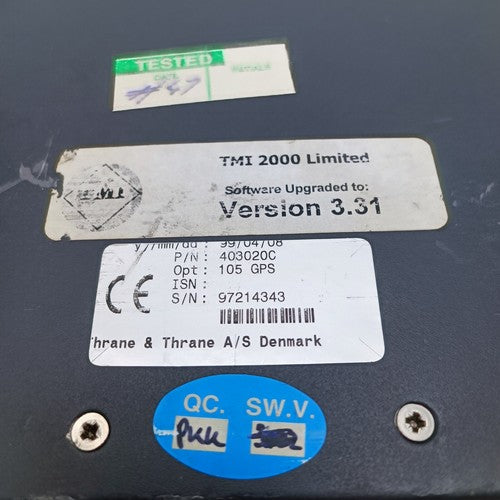 TESTED
DATE
TMI 2000 Limited
Software Upgraded to:
Version 3.31
yy/mm/dd : 99/04/08
P/N : 403020C
Opt : 105 GPS
ISN :
CE
S/N : 97214343
Thrane & Thrane A/S Denmark
QC. SW.V.
PKK